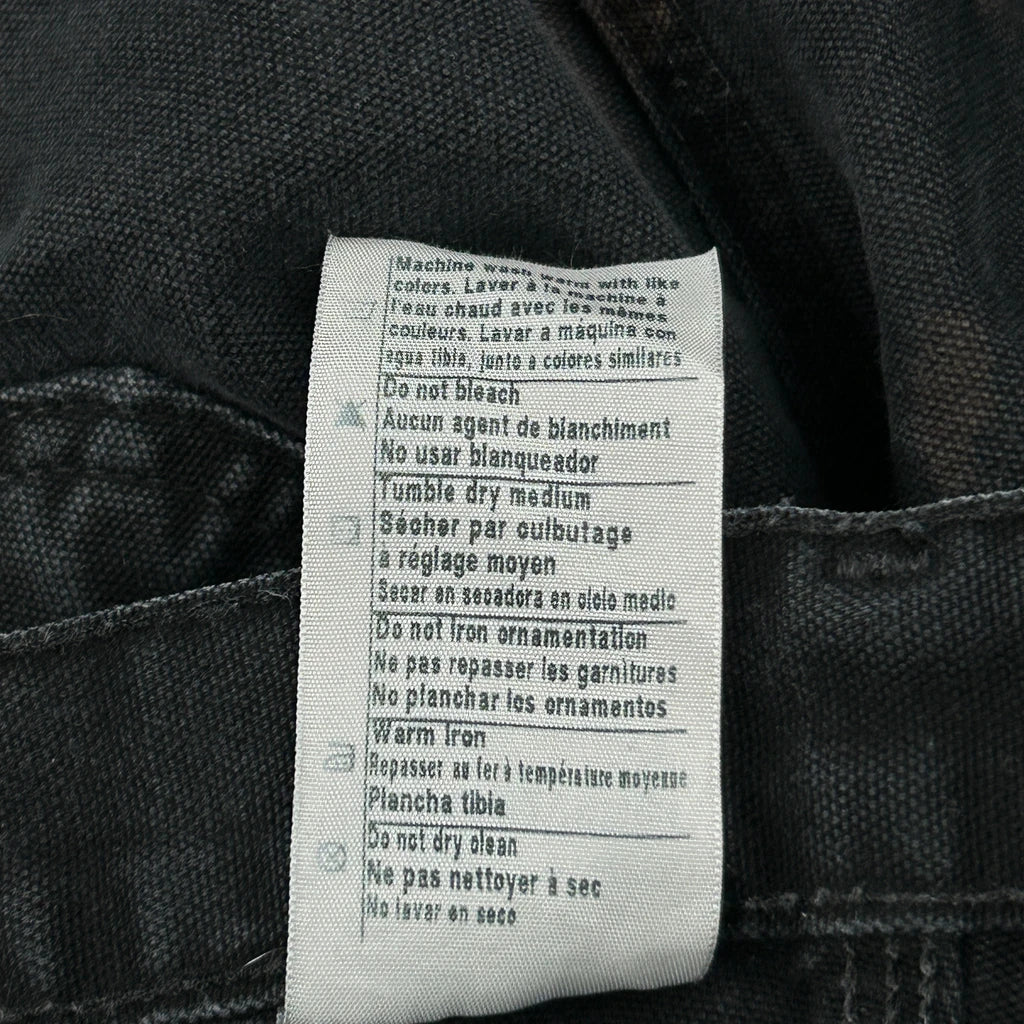 Machine wash warm with like
colors. Laver à la machine à
l'eau chaud avec les mêmes
couleurs. Lavar a máquina con
agua tibia, junto a colores similares
Do not bleach
Aucun agent de blanchiment
No usar blanqueador
Tumble dry medium
Sécher par culbutage
a réglage moyen
Secar en secadora en ciclo medio
Do not Iron ornamentation
Ne pas repasser les garnitures
No planchar los ornamentos
Warm Iron
Repasser au fer à température moyenne
Plancha tibia
Do not dry clean
Ne pas nettoyer à sec
No lavar en seco